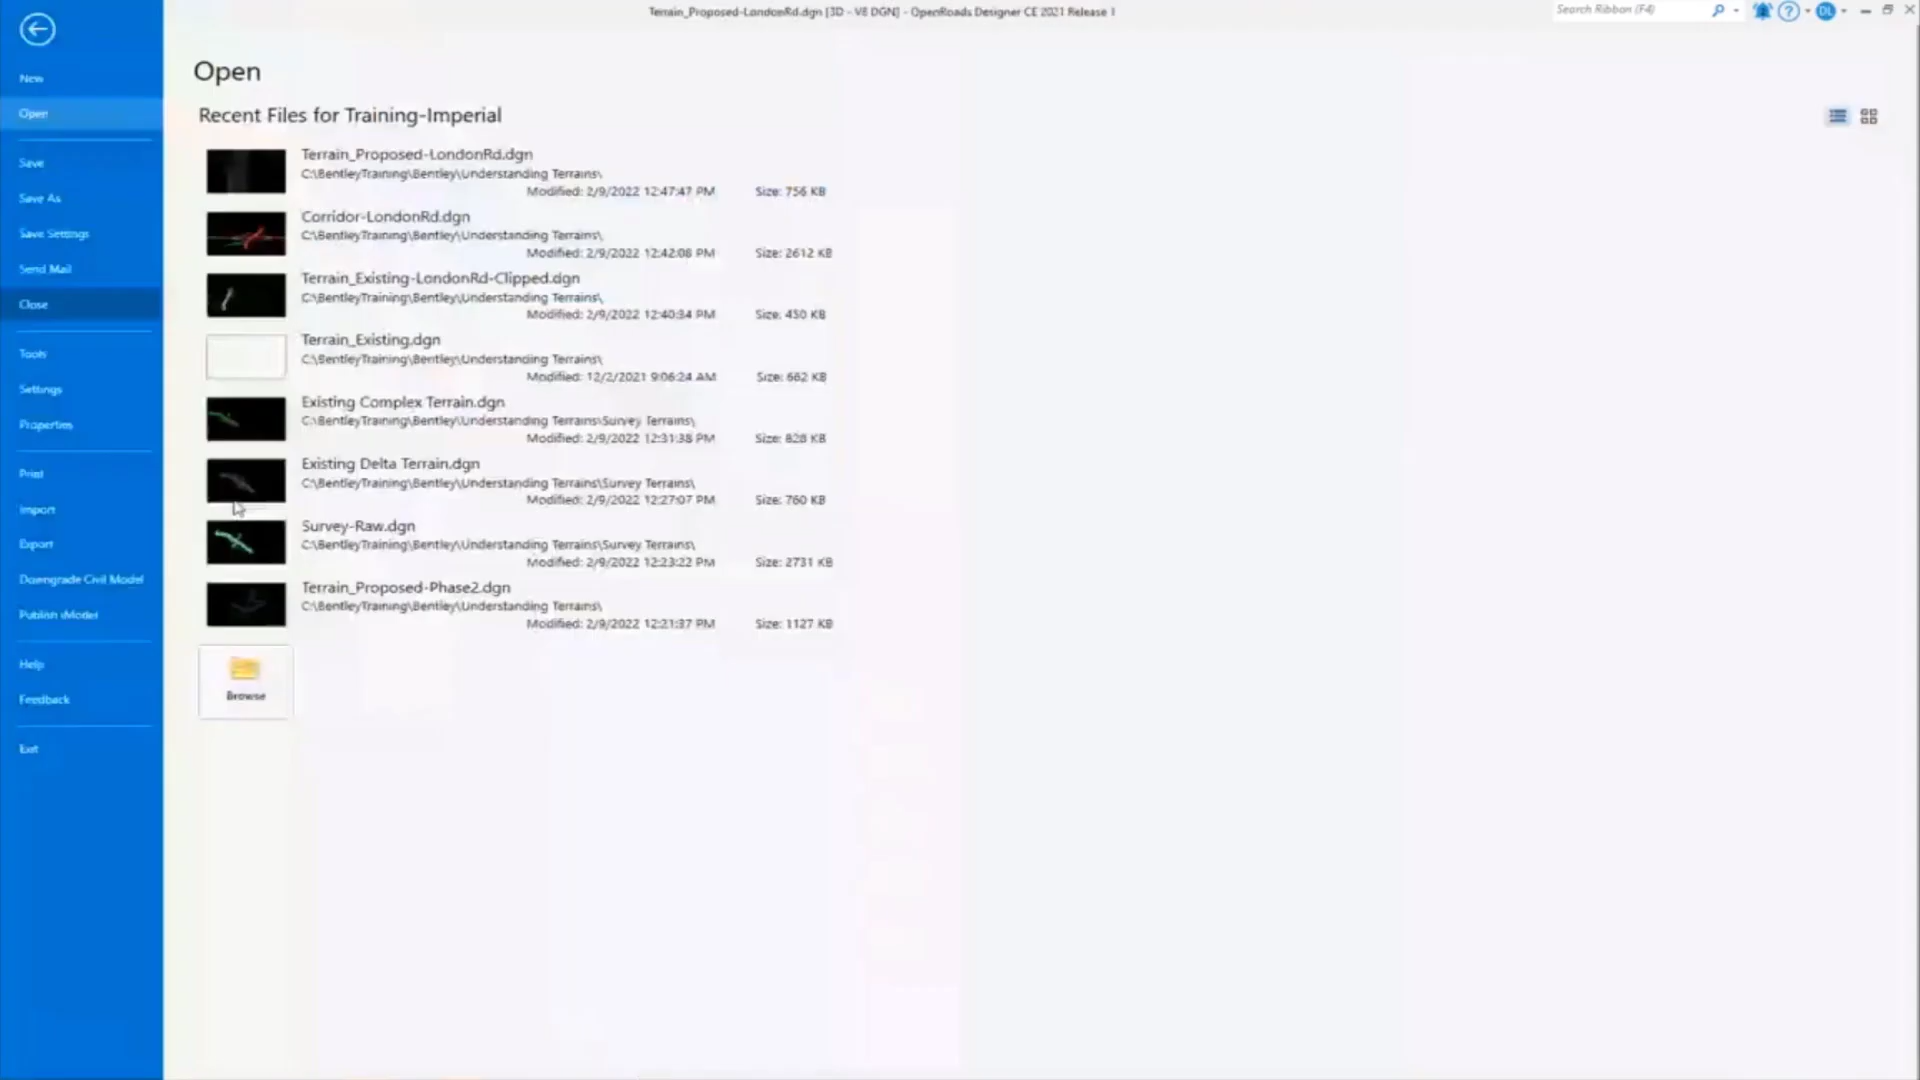 Terrain_Proposed-LondonRd.dgn [3D - V8 DGN] - OpenRoads Designer CE 2021 Release 1
Search Ribbon (F4)
DL
New
Open
Save
Save As
Save Settings
Send Mail
Close
Tools
Settings
Properties
Print
Import
Export
Downgrade Civil Model
Publish iModel
Help
Feedback
Exit
Open
Recent Files for Training-Imperial
Terrain_Proposed-LondonRd.dgn
C:\BentleyTraining\Bentley\Understanding Terrains\
Modified: 2/9/2022 12:47:47 PM Size: 756 KB
Corridor-LondonRd.dgn
C:\BentleyTraining\Bentley\Understanding Terrains\
Modified: 2/9/2022 12:42:08 PM Size: 2612 KB
Terrain_Existing-LondonRd-Clipped.dgn
C:\BentleyTraining\Bentley\Understanding Terrains\
Modified: 2/9/2022 12:40:34 PM Size: 430 KB
Terrain_Existing.dgn
C:\BentleyTraining\Bentley\Understanding Terrains\
Modified: 12/2/2021 9:06:24 AM Size: 662 KB
Existing Complex Terrain.dgn
C:\BentleyTraining\Bentley\Understanding Terrains\Survey Terrains\
Modified: 2/9/2022 12:31:38 PM Size: 828 KB
Existing Delta Terrain.dgn
C:\BentleyTraining\Bentley\Understanding Terrains\Survey Terrains\
Modified: 2/9/2022 12:27:07 PM Size: 760 KB
Survey-Raw.dgn
C:\BentleyTraining\Bentley\Understanding Terrains\Survey Terrains\
Modified: 2/9/2022 12:23:22 PM Size: 2731 KB
Terrain_Proposed-Phase2.dgn
C:\BentleyTraining\Bentley\Understanding Terrains\
Modified: 2/9/2022 12:21:37 PM Size: 1127 KB
Browse